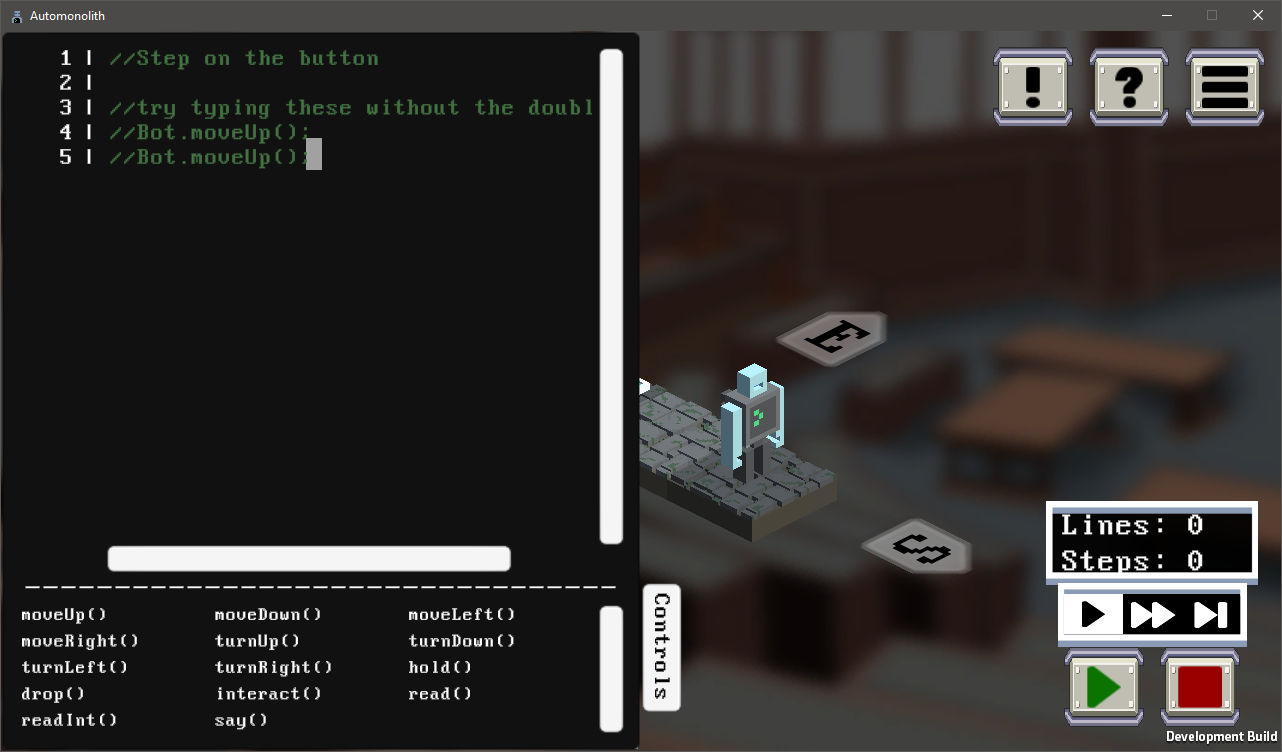 Automonolith
1 | //Step on the button
2 |
3 | //try typing these without the doubl
4 | //Bot.moveUp();
5 | //Bot.moveUp();
! ?
E
S
Lines: 0
Steps: 0
moveUp() moveDown() moveLeft()
moveRight() turnUp() turnDown()
turnLeft() turnRight() hold()
drop() interact() read()
readInt() say()
Controls
Development Build